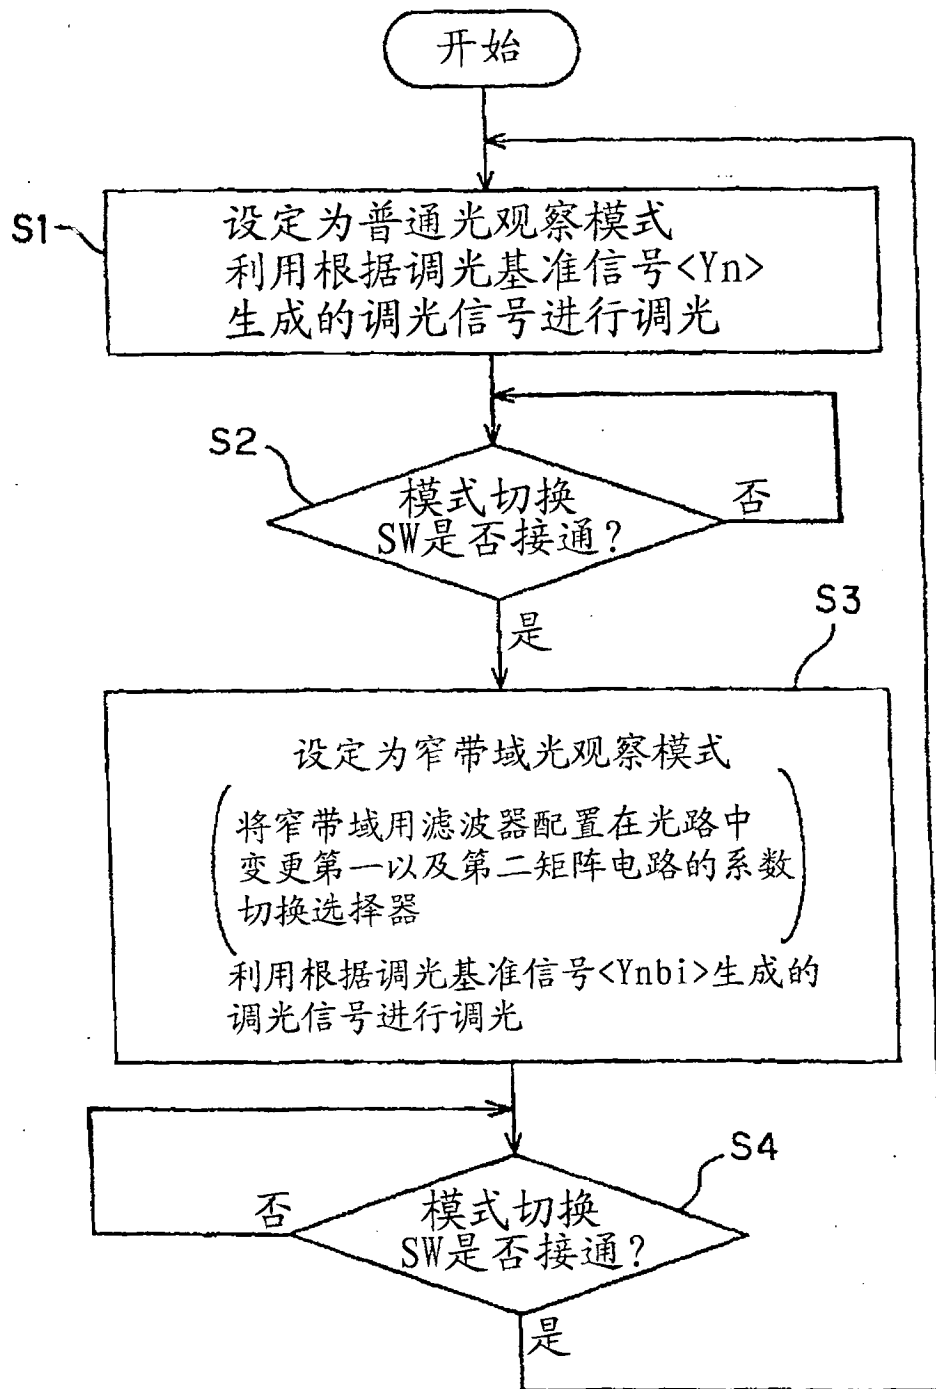 开始
S1
设定为普通光观察模式
利用根据调光基准信号<Yn>
生成的调光信号进行调光
S2
模式切换
SW是否接通?
否
是
S3
设定为窄带域光观察模式
将窄带域用滤波器配置在光路中
变更第一以及第二矩阵电路的系数
切换选择器
利用根据调光基准信号<Ynbi>生成的
调光信号进行调光
S4
模式切换
SW是否接通?
否
是